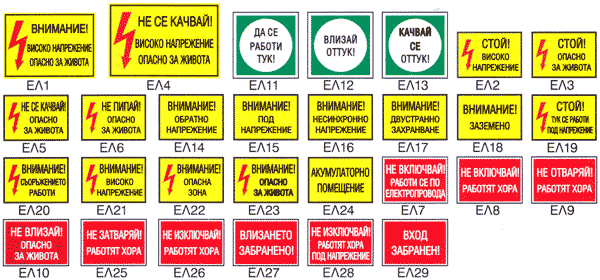 ВНИМАНИЕ!
ВИСОКО НАПРЕЖЕНИЕ
ОПАСНО ЗА ЖИВОТА
ЕЛ1
НЕ СЕ КАЧВАЙ!
ВИСОКО НАПРЕЖЕНИЕ
ОПАСНО ЗА ЖИВОТА
ЕЛ4
ДА СЕ
РАБОТИ
ТУК!
ЕЛ11
ВЛИЗАЙ
ОТТУК!
ЕЛ12
КАЧВАЙ
СЕ
ОТТУК!
ЕЛ13
СТОЙ!
ВИСОКО
НАПРЕЖЕНИЕ
ЕЛ2
СТОЙ!
ОПАСНО
ЗА ЖИВОТА
ЕЛ3
НЕ СЕ КАЧВАЙ!
ОПАСНО
ЗА ЖИВОТА
ЕЛ5
НЕ ПИПАЙ!
ОПАСНО
ЗА ЖИВОТА
ЕЛ6
ВНИМАНИЕ!
ОБРАТНО
НАПРЕЖЕНИЕ
ЕЛ14
ВНИМАНИЕ!
ПОД
НАПРЕЖЕНИЕ
ЕЛ15
ВНИМАНИЕ!
НЕСИНХРОННО
НАПРЕЖЕНИЕ
ЕЛ16
ВНИМАНИЕ!
ДВУСТРАННО
ЗАХРАНВАНЕ
ЕЛ17
ВНИМАНИЕ!
ЗАЗЕМЕНО
ЕЛ18
СТОЙ!
ТУК СЕ РАБОТИ
ПОД НАПРЕЖЕНИЕ
ЕЛ19
ВНИМАНИЕ!
СЪОРЪЖЕНИЕТО
РАБОТИ
ЕЛ20
ВНИМАНИЕ!
ВИСОКО
НАПРЕЖЕНИЕ
ЕЛ21
ВНИМАНИЕ!
ОПАСНА
ЗОНА
ЕЛ22
ВНИМАНИЕ!
ОПАСНО
ЗА ЖИВОТА
ЕЛ23
АКУМУЛАТОРНО
ПОМЕЩЕНИЕ
ЕЛ24
НЕ ВКЛЮЧВАЙ!
РАБОТИ СЕ ПО
ЕЛЕКТРОПРОВОДА
ЕЛ7
НЕ ВКЛЮЧВАЙ!
РАБОТЯТ ХОРА
ЕЛ8
НЕ ОТВАРЯЙ!
РАБОТЯТ ХОРА
ЕЛ9
НЕ ВЛИЗАЙ!
ОПАСНО
ЗА ЖИВОТА
ЕЛ10
НЕ ЗАТВАРЯЙ!
РАБОТЯТ ХОРА
ЕЛ25
НЕ ИЗКЛЮЧВАЙ!
РАБОТЯТ ХОРА
ЕЛ26
ВЛИЗАНЕТО
ЗАБРАНЕНО!
ЕЛ27
НЕ ИЗКЛЮЧВАЙ!
РАБОТЯТ ХОРА
ПОД НАПРЕЖЕНИЕ
ЕЛ28
ВХОД
ЗАБРАНЕН!
ЕЛ29